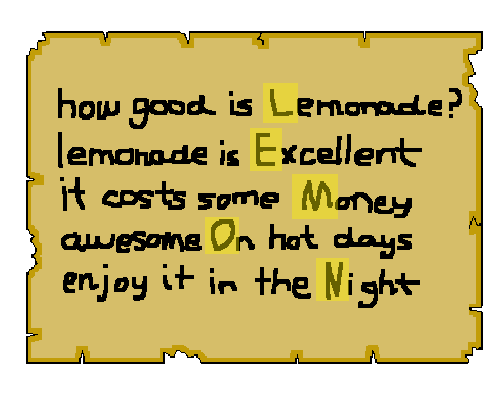 how good is Lemonade?
lemonade is Excellent
it costs some Money
awesome On hot days
enjoy it in the Night